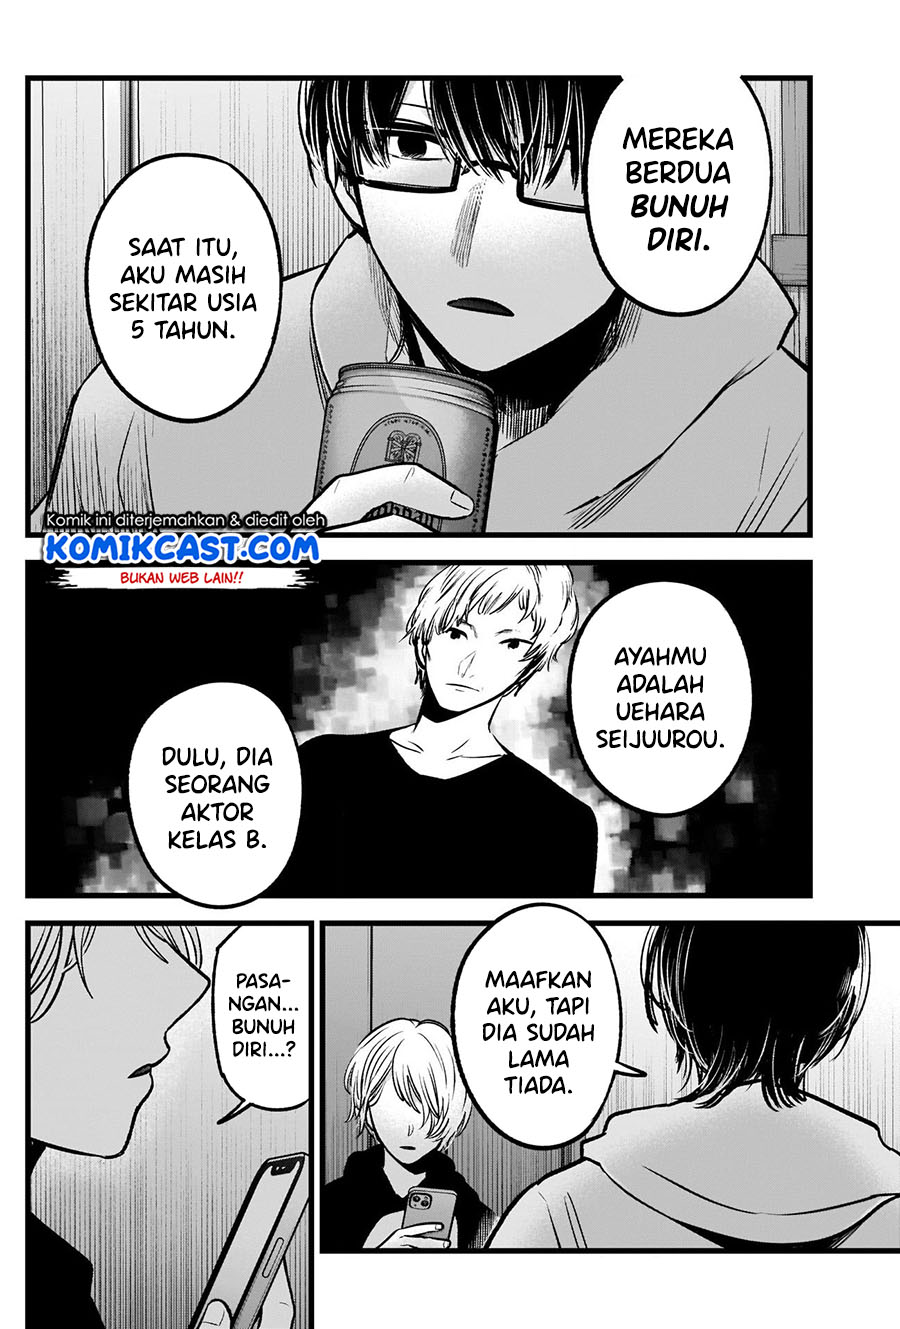 MEREKA
BERDUA
BUNUH
DIRI.
SAAT ITU,
AKU MASIH
SEKITAR USIA
5 TAHUN.
Komik ini diterjemahkan & diedit oleh
KOMIKCAST.COM
BUKAN WEB LAIN!!
AYAHMU
ADALAH
UEHARA
SEIJUUROU.
DULU, DIA
SEORANG
AKTOR
KELAS B.
MAAFKAN
AKU, TAPI
DIA SUDAH
LAMA
TIADA.
PASA-
NGAN...
BUNUH
DIRI...?